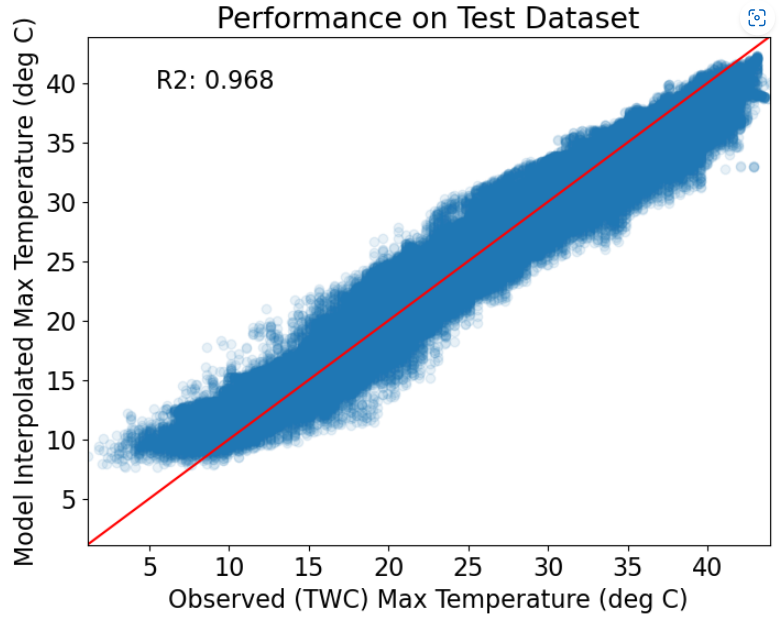 Performance on Test Dataset
R2: 0.968
Model Interpolated Max Temperature (deg C)
40
35
30
25
20
15
10
5
5 10 15 20 25 30 35 40
Observed (TWC) Max Temperature (deg C)